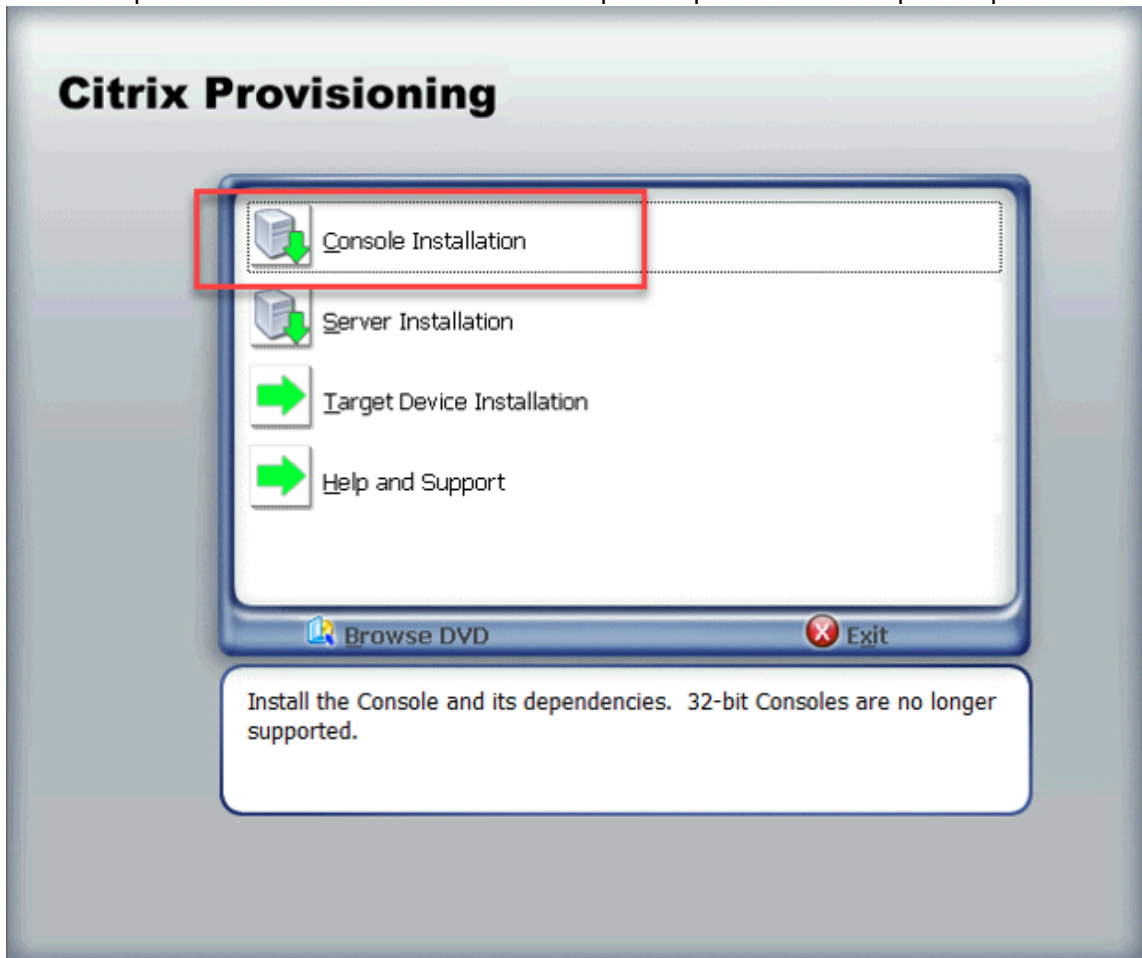 Citrix Provisioning
Console Installation
Server Installation
Target Device Installation
Help and Support
Browse DVD
Exit
Install the Console and its dependencies.  32-bit Consoles are no longer
supported.